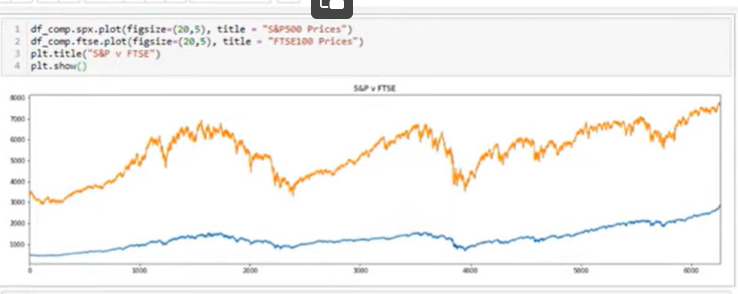 1 df_comp.spx.plot(figsize=(20,5), title = "S&P500 Prices")
2 df_comp.ftse.plot(figsize=(20,5), title = "FTSE100 Prices")
3 plt.title("S&P v FTSE")
4 plt.show()
S&P v FTSE
8000
7000
6000
5000
4000
3000
2000
1000
0 1000 2000 3000 4000 5000 6000